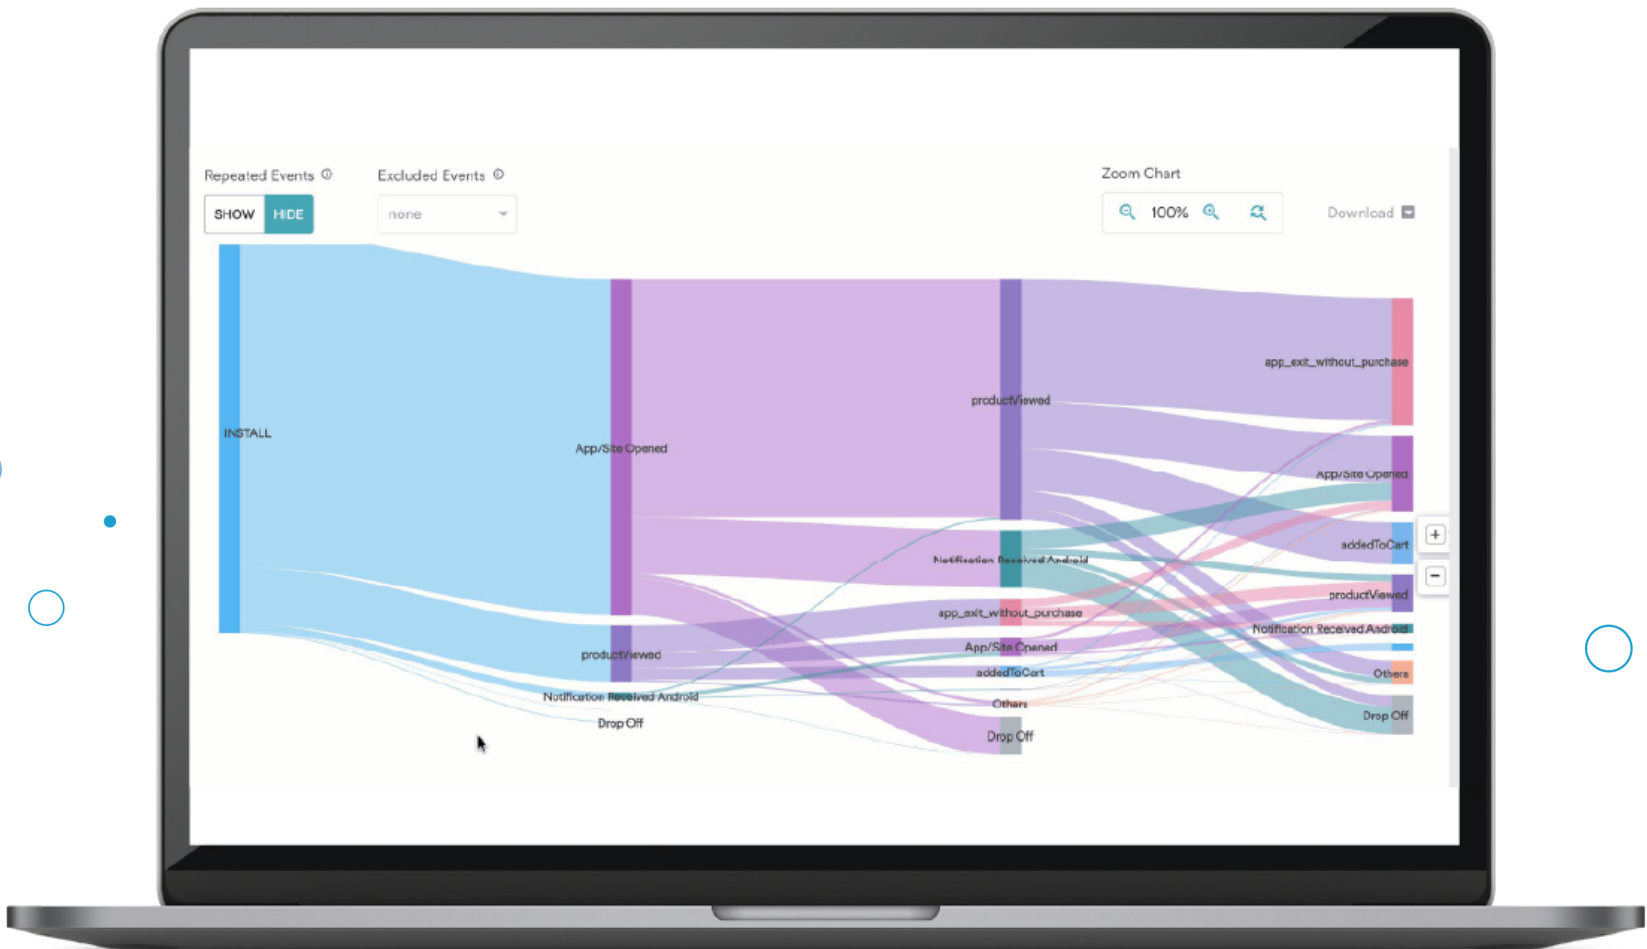 Repeated Events
Excluded Events
Zoom Chart
SHOW
HIDE
none
100%
Download
INSTALL
App/Site Opened
productViewed
Notification Received Android
Drop Off
productViewed
Notification Received Android
app_exit_without_purchase
App/Site Opened
addedToCart
Others
Drop Off
app_exit_without_purchase
App/Site Opened
addedToCart
productViewed
Notification Received Android
Others
Drop Off
+
−